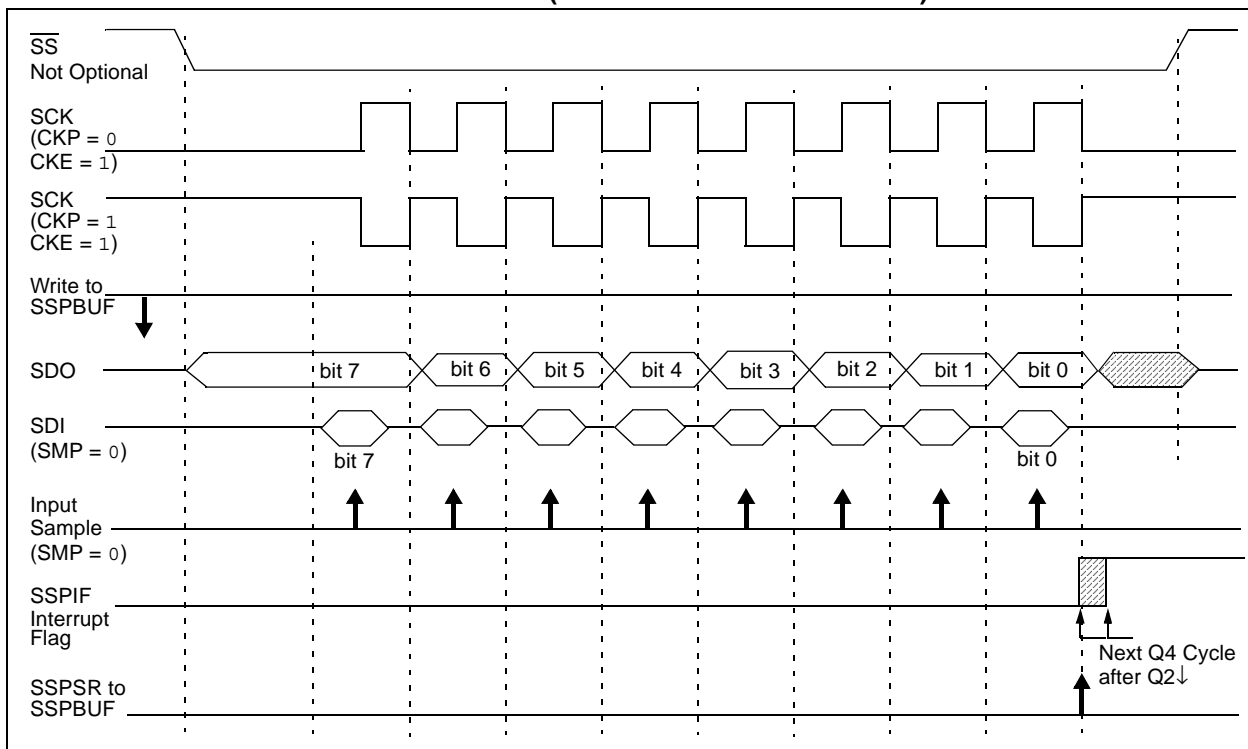 SS
Not Optional
SCK
(CKP = 0
CKE = 1)
SCK
(CKP = 1
CKE = 1)
Write to
SSPBUF
SDO
bit 7
bit 6
bit 5
bit 4
bit 3
bit 2
bit 1
bit 0
SDI
(SMP = 0)
bit 7
bit 0
Input
Sample
(SMP = 0)
SSPIF
Interrupt
Flag
Next Q4 Cycle
after Q2↓
SSPSR to
SSPBUF